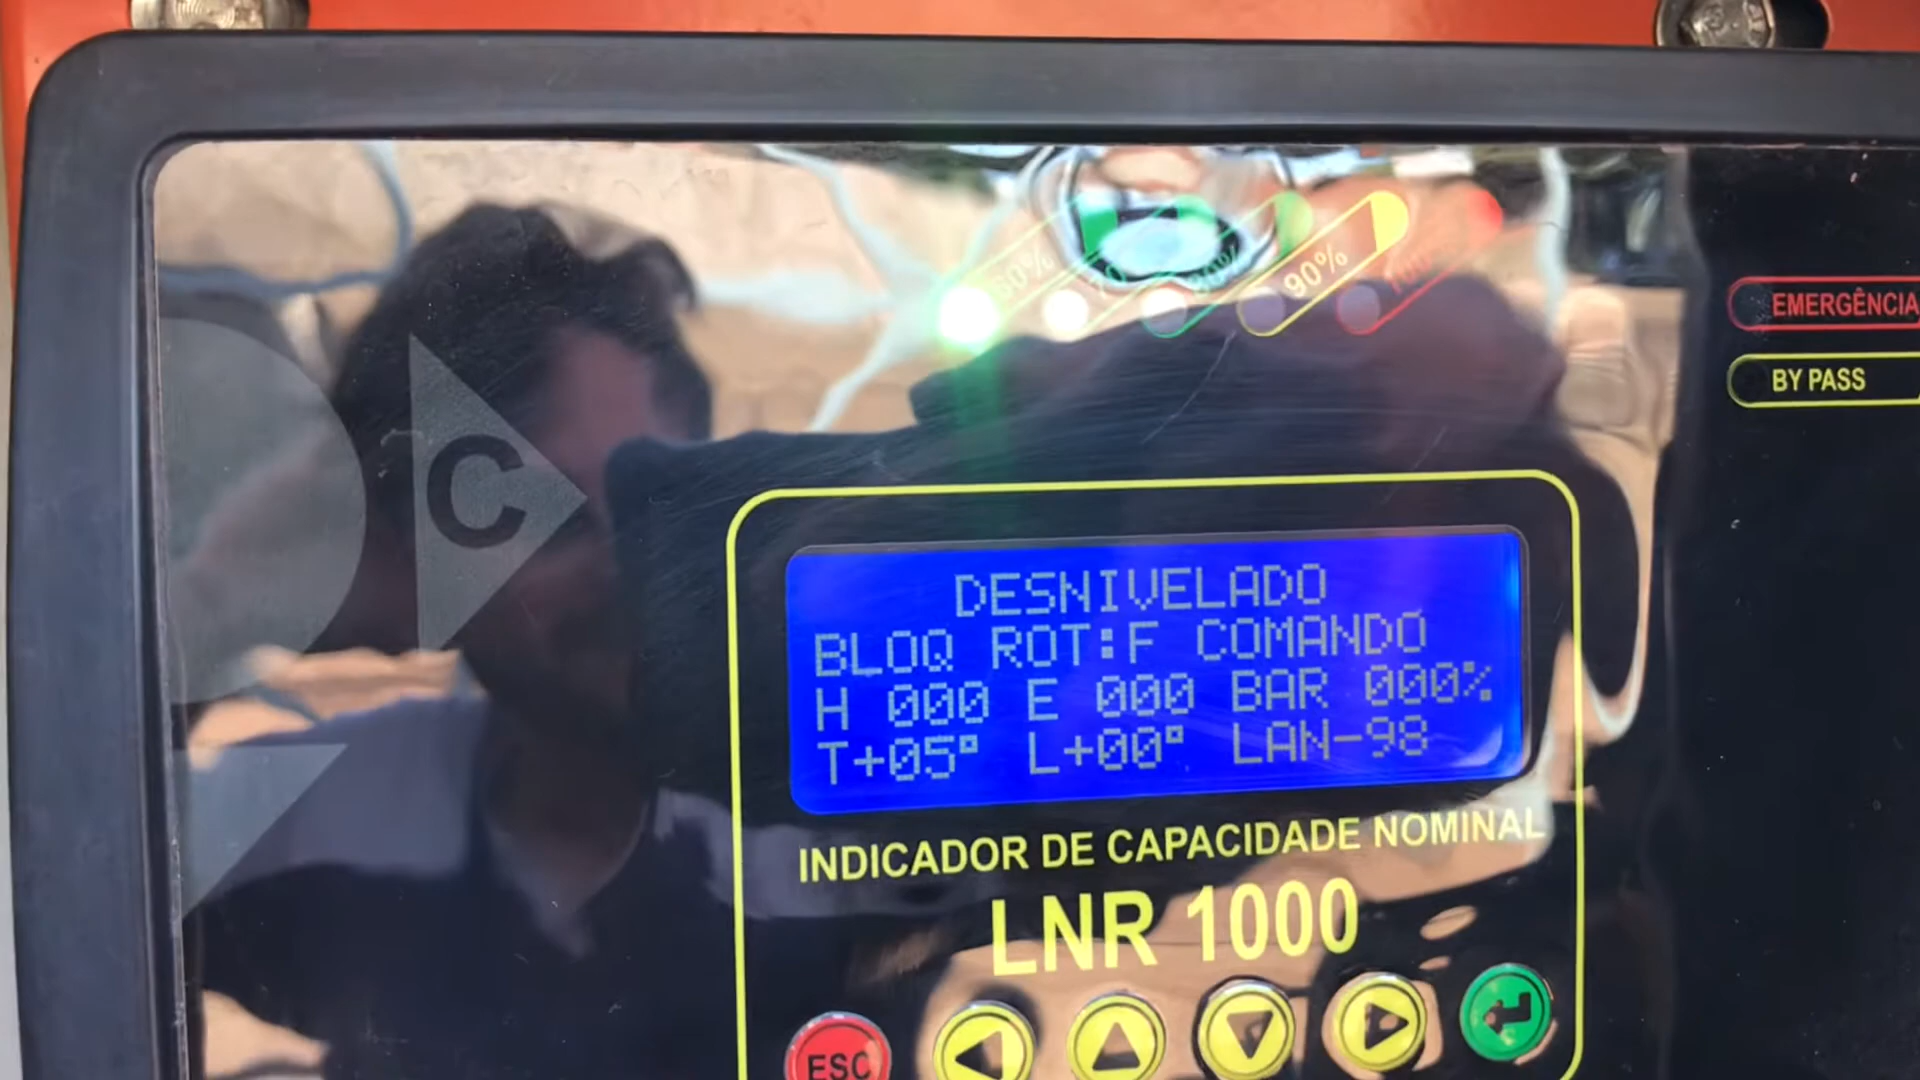 90%
EMERGÊNCIA
BY PASS
C
DESNIVELADO
BLOQ ROT:F COMANDO
H 000 E 000 BAR 000%
T+05° L+00° LAN-98
INDICADOR DE CAPACIDADE NOMINAL
LNR 1000
ESC